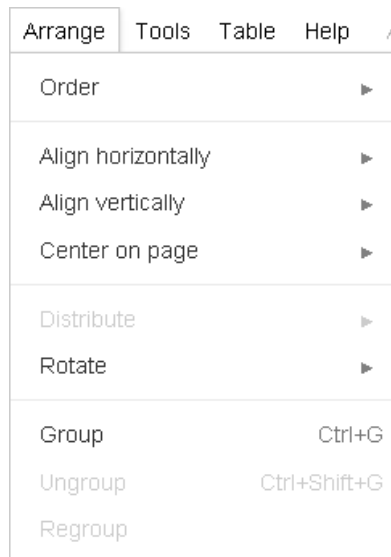 Arrange Tools Table Help
Order
Align horizontally
Align vertically
Center on page
Distribute
Rotate
Group Ctrl+G
Ungroup Ctrl+Shift+G
Regroup